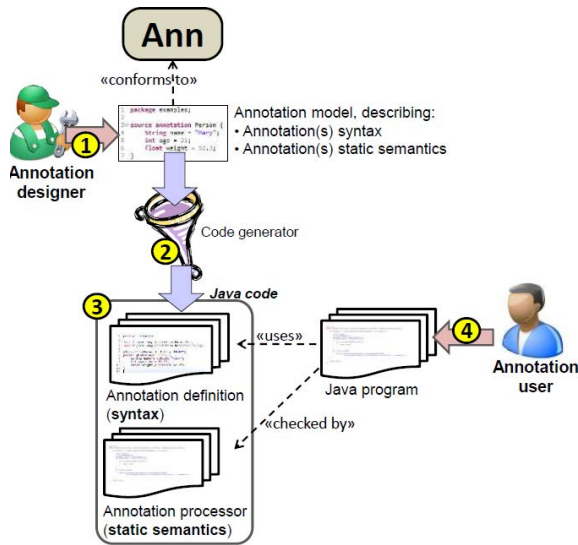 Ann
«conforms to»
1 package examples;
source annotation Person {
String name = "Mary";
int age = 21;
float weight = 52.3;
}
Annotation model, describing:
• Annotation(s) syntax
• Annotation(s) static semantics
1
Annotation
designer
2
Code generator
3
Java code
«uses»
4
Annotation definition
(syntax)
Java program
Annotation
user
«checked by»
Annotation processor
(static semantics)